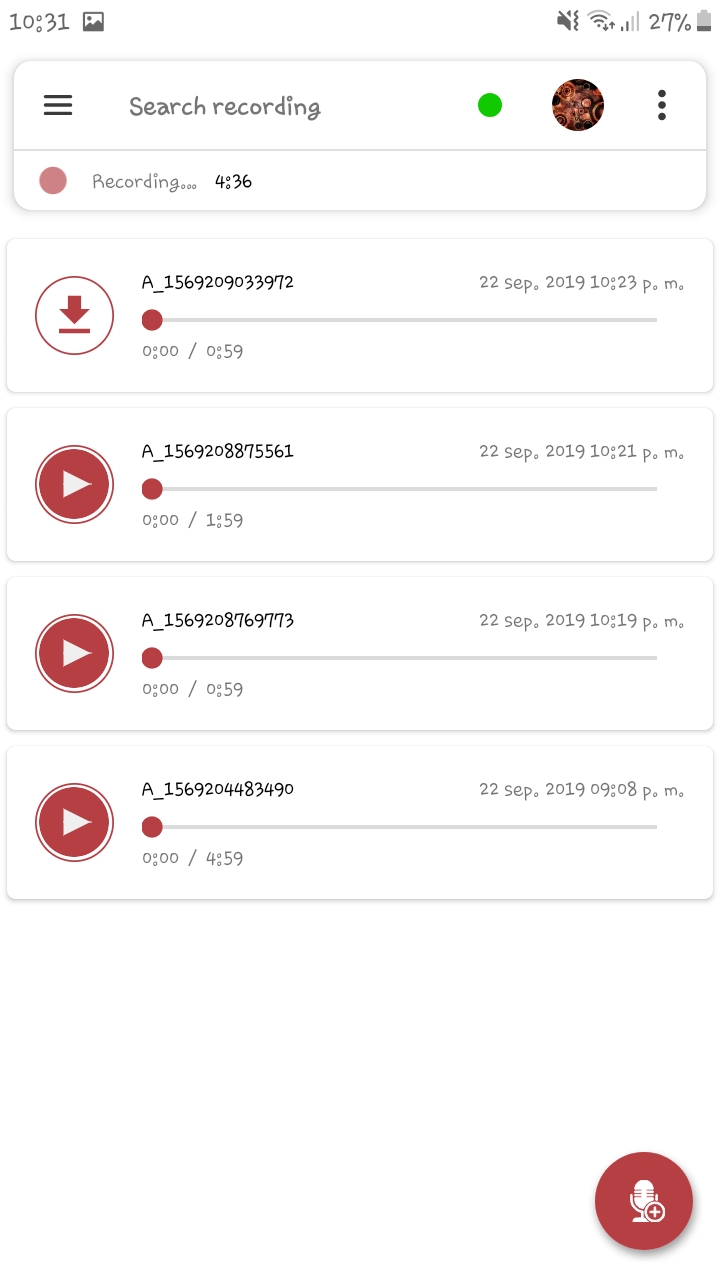 10:31 27%
Search recording
Recording... 4:36
A_1569209033972 22 sep. 2019 10:23 p. m.
0:00 / 0:59
A_1569208875561 22 sep. 2019 10:21 p. m.
0:00 / 1:59
A_1569208769773 22 sep. 2019 10:19 p. m.
0:00 / 0:59
A_1569204483490 22 sep. 2019 09:08 p. m.
0:00 / 4:59